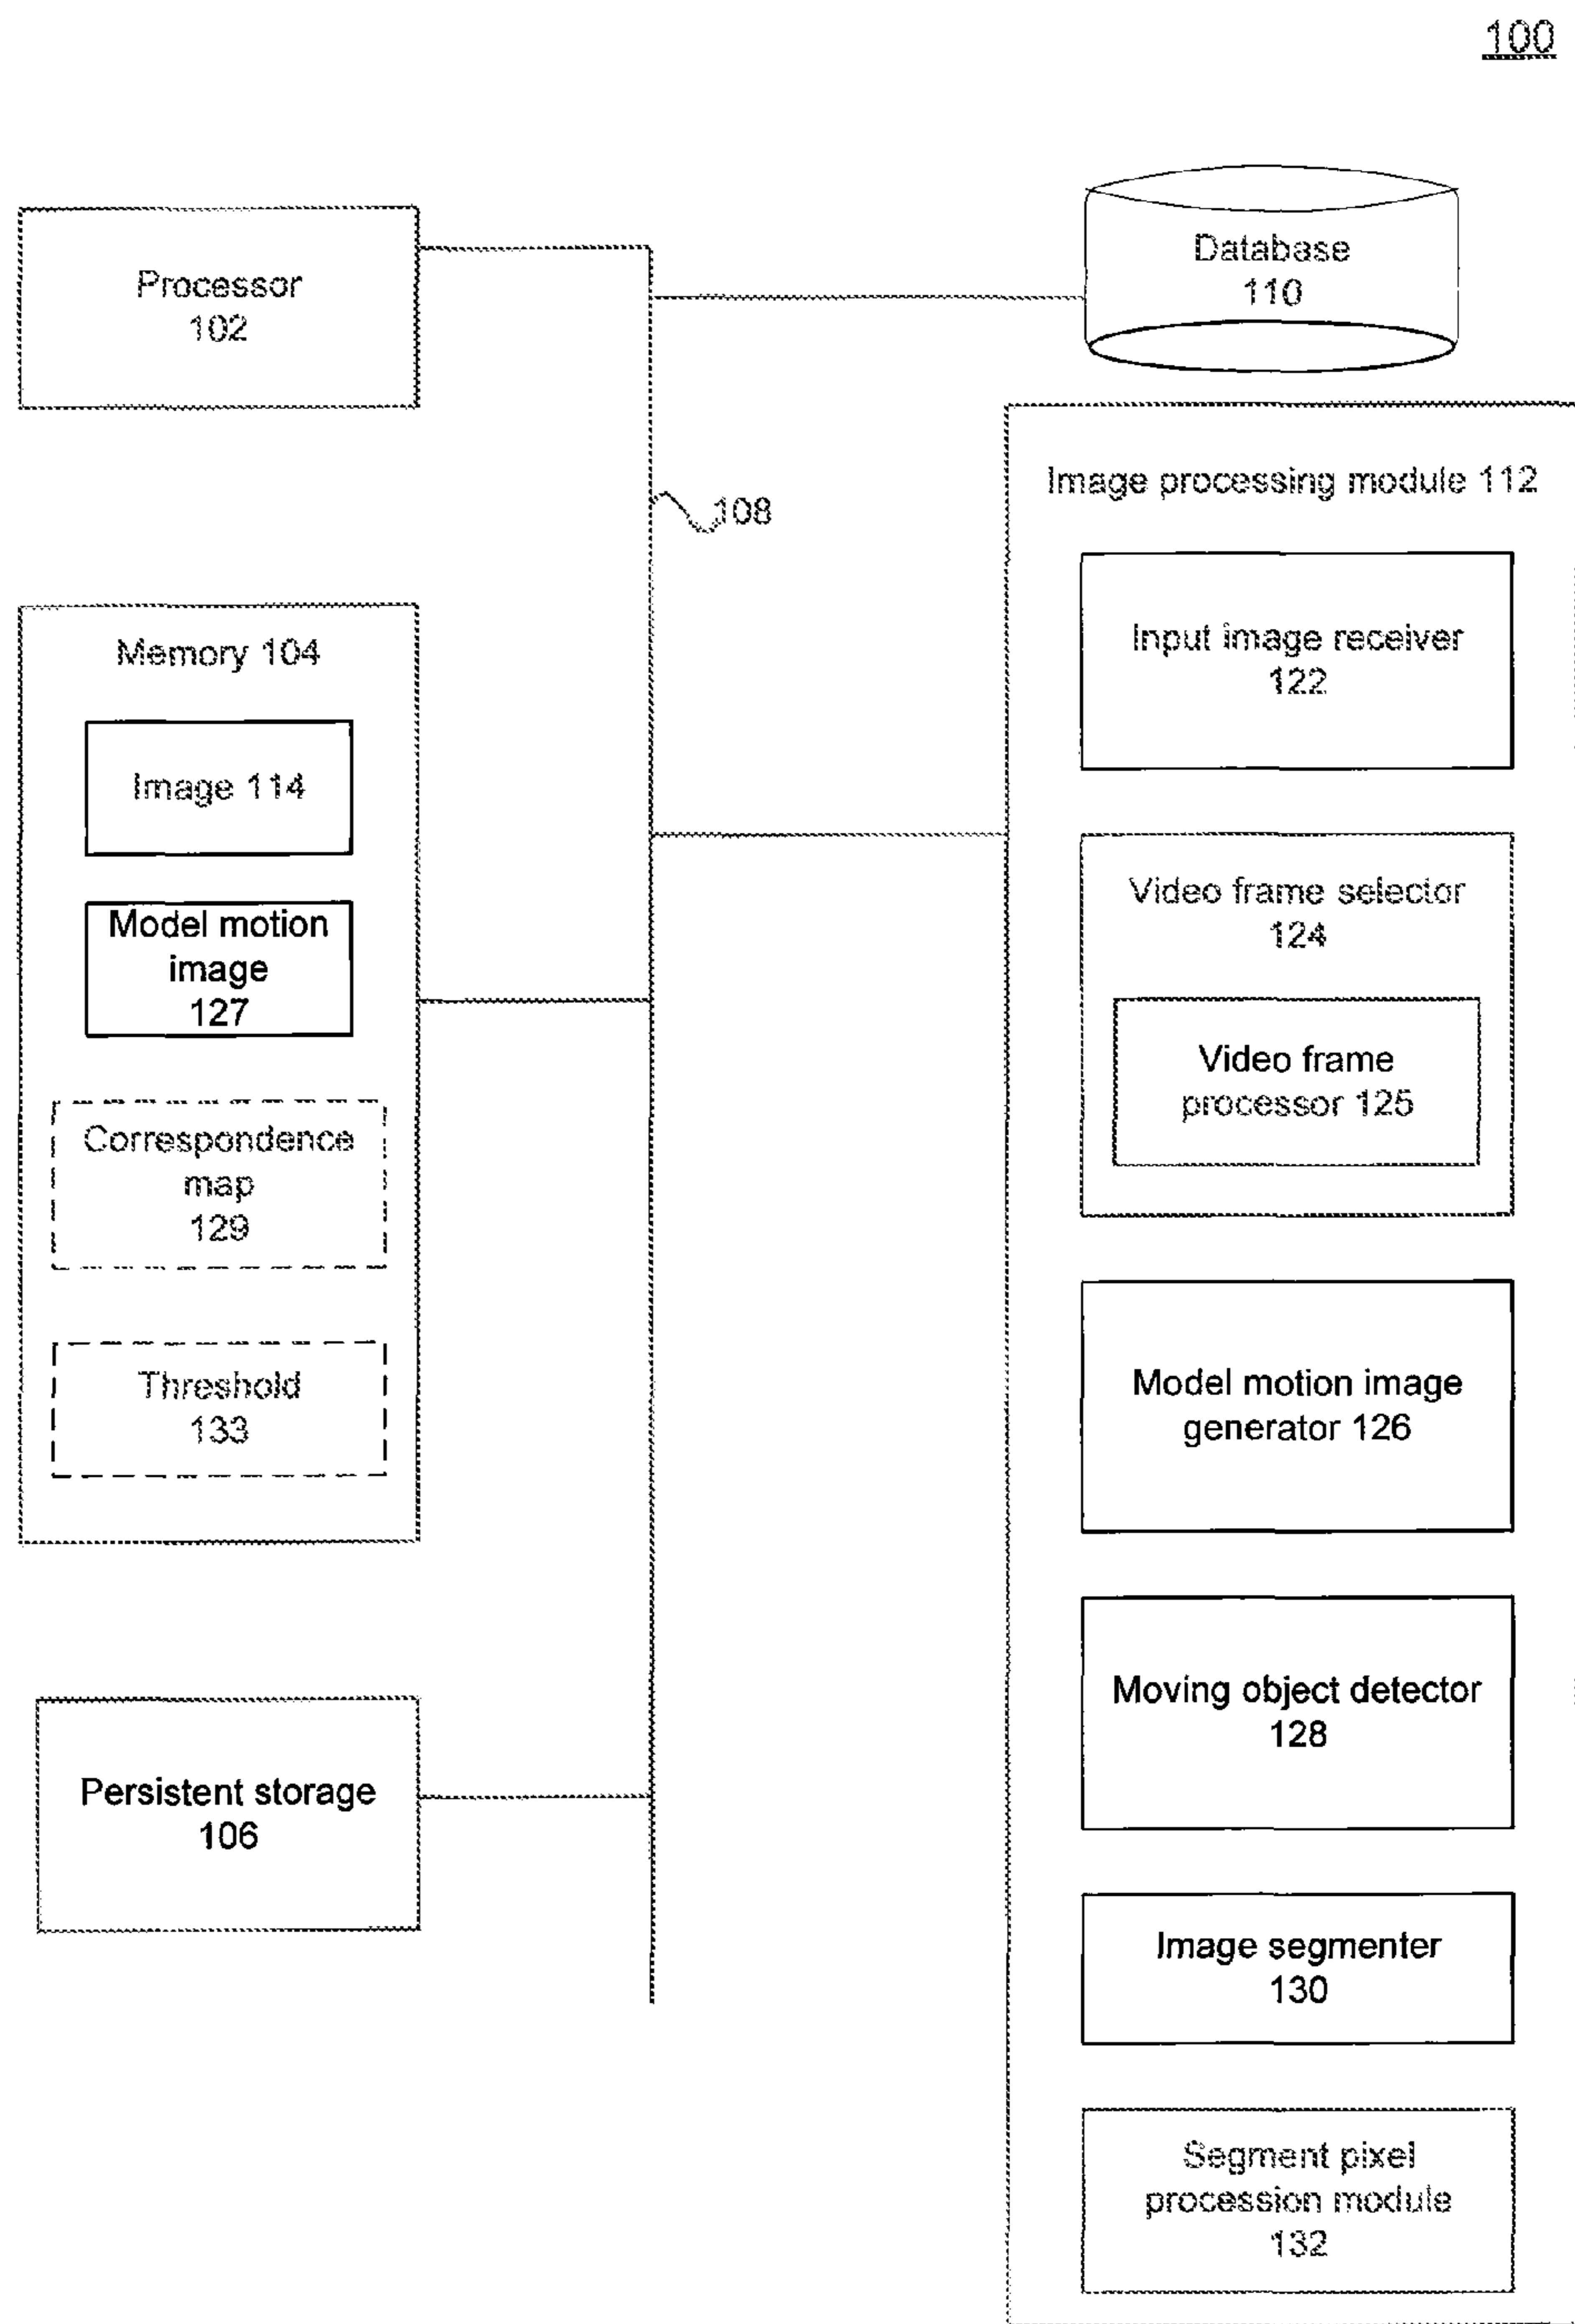 100
Processor
102
Database
110
108
Memory 104
Image 114
Model motion
image
127
Correspondence
map
129
Threshold
133
Persistent storage
106
Image processing module 112
Input image receiver
122
Video frame selector
124
Video frame
processor 125
Model motion image
generator 126
Moving object detector
128
Image segmenter
130
Segment pixel
procession module
132